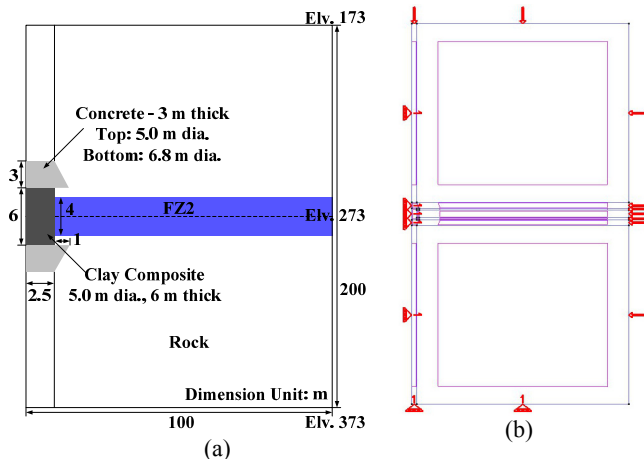 Elv. 173
Concrete - 3 m thick
Top: 5.0 m dia.
Bottom: 6.8 m dia.
3
6
4
FZ2
Elv. 273
1
Clay Composite
5.0 m dia., 6 m thick
2.5
200
Rock
Dimension Unit: m
100
Elv. 373
(a)
1
1
(b)